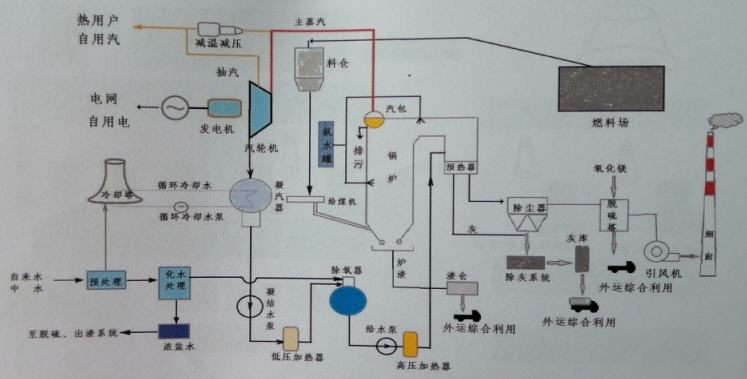 热用户
自用汽
减温减压
主蒸汽
抽汽
料仓
燃料场
电网
自用电
发电机
汽轮机
氨水罐
汽包
排污
锅炉
预热器
氧化镁
冷却塔
循环冷却水
循环冷却水泵
凝汽器
给煤机
除尘器
脱硫塔
烟囱
灰
灰库
除灰系统
引风机
外运综合利用
自来水
中水
预处理
化水处理
除氧器
炉渣
渣仓
外运综合利用
外运综合利用
凝结水泵
给水泵
至脱硫、出渣系统
浓盐水
低压加热器
高压加热器